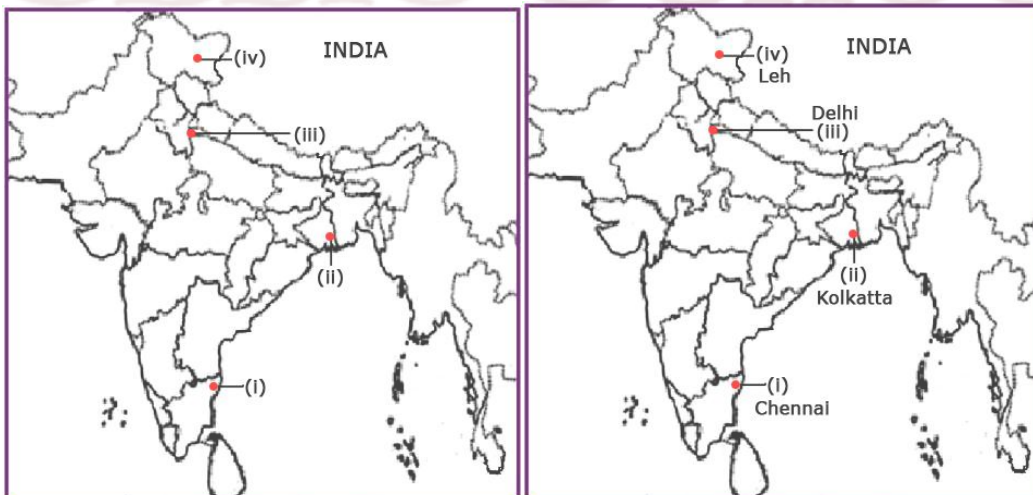 INDIA
(iv)
(iii)
(ii)
(i)
INDIA
(iv)
Leh
Delhi
(iii)
(ii)
Kolkatta
(i)
Chennai